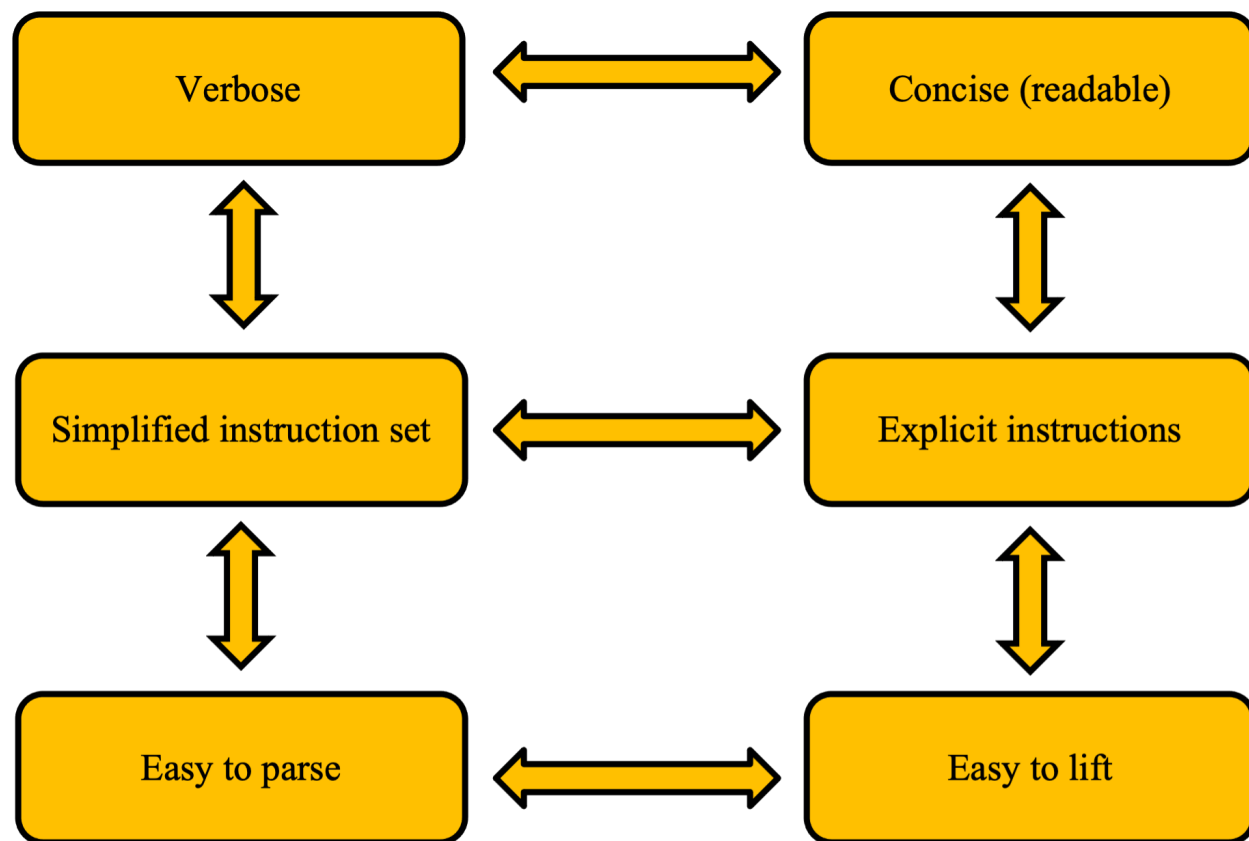 Verbose
Concise (readable)
Simplified instruction set
Explicit instructions
Easy to parse
Easy to lift